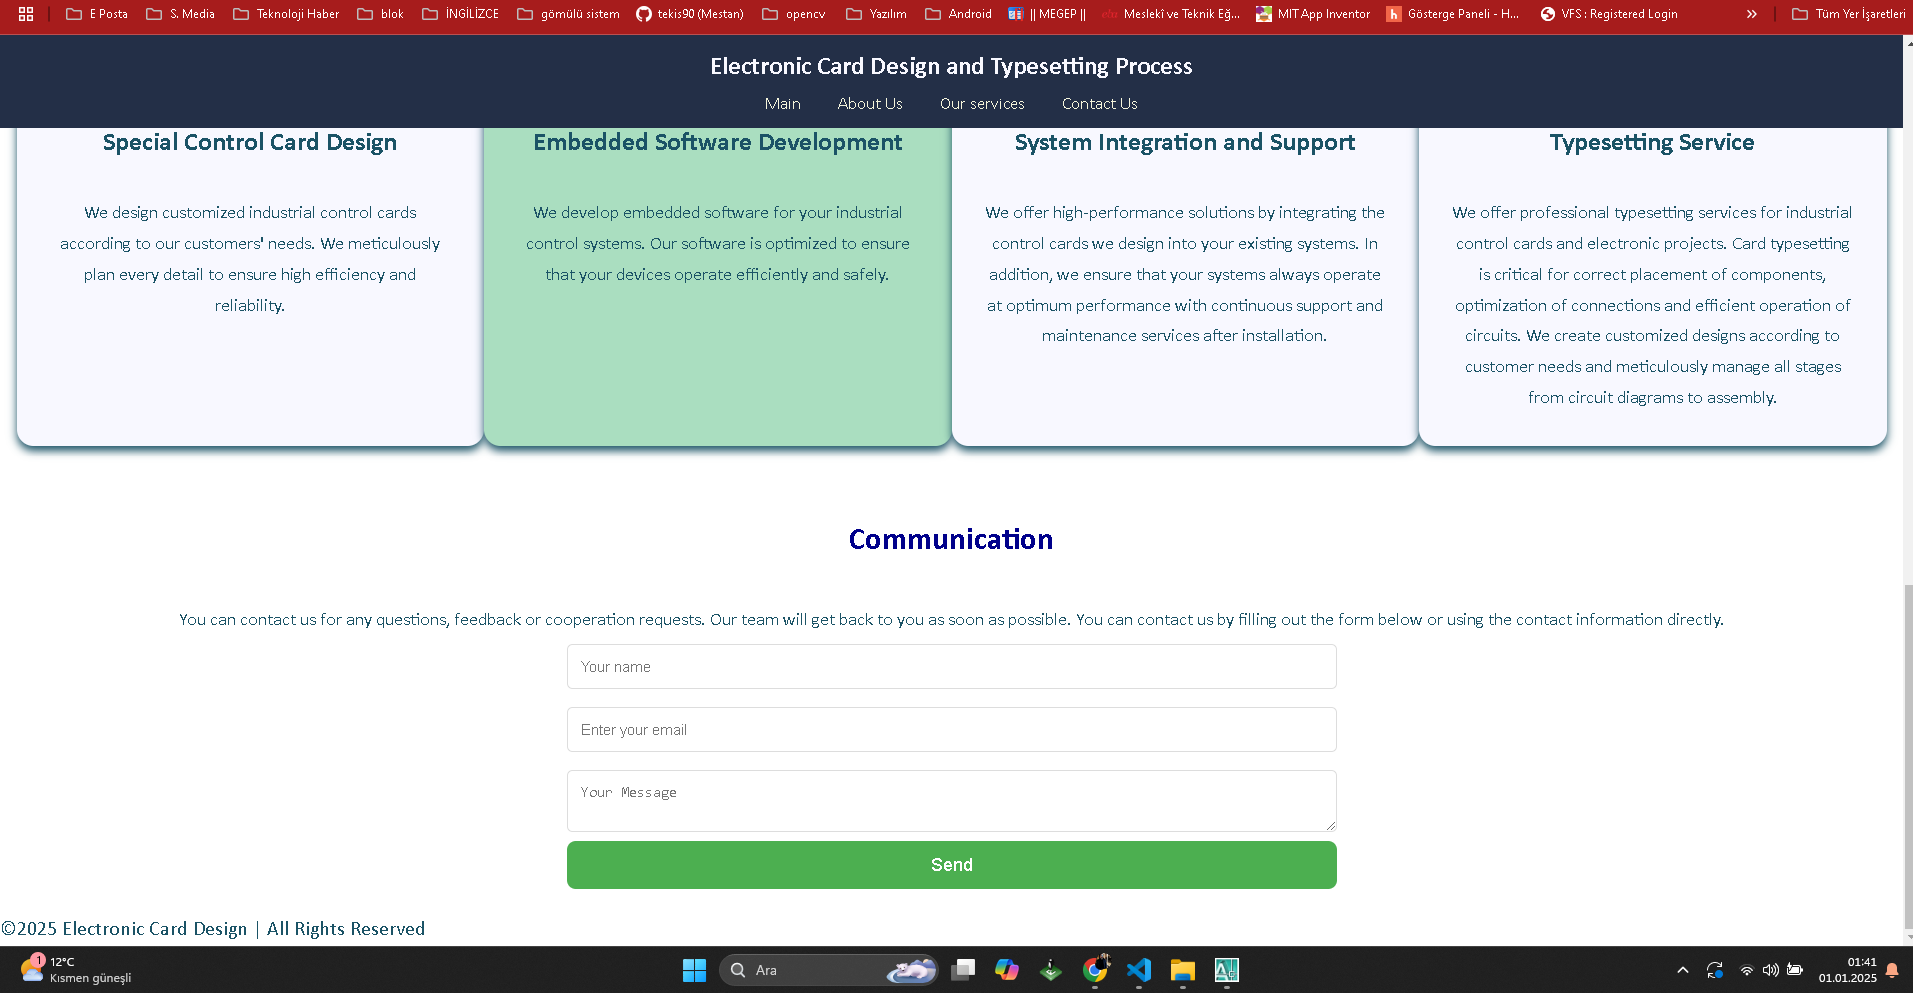 E Posta S. Media Teknoloji Haber blok İNGİLİZCE gömülü sistem tekis90 (Mestan) opencv Yazılım Android || MEGEP || Meslekî ve Teknik Eğ... MIT App Inventor Gösterge Paneli - H... VFS : Registered Login » Tüm Yer İşaretleri
Electronic Card Design and Typesetting Process
Main About Us Our services Contact Us
Special Control Card Design
We design customized industrial control cards
according to our customers' needs. We meticulously
plan every detail to ensure high efficiency and
reliability.
Embedded Software Development
We develop embedded software for your industrial
control systems. Our software is optimized to ensure
that your devices operate efficiently and safely.
System Integration and Support
We offer high-performance solutions by integrating the
control cards we design into your existing systems. In
addition, we ensure that your systems always operate
at optimum performance with continuous support and
maintenance services after installation.
Typesetting Service
We offer professional typesetting services for industrial
control cards and electronic projects. Card typesetting
is critical for correct placement of components,
optimization of connections and efficient operation of
circuits. We create customized designs according to
customer needs and meticulously manage all stages
from circuit diagrams to assembly.
Communication
You can contact us for any questions, feedback or cooperation requests. Our team will get back to you as soon as possible. You can contact us by filling out the form below or using the contact information directly.
Your name
Enter your email
Your Message
Send
©2025 Electronic Card Design | All Rights Reserved
1
12°C
Kısmen güneşli
Ara
01:41
01.01.2025